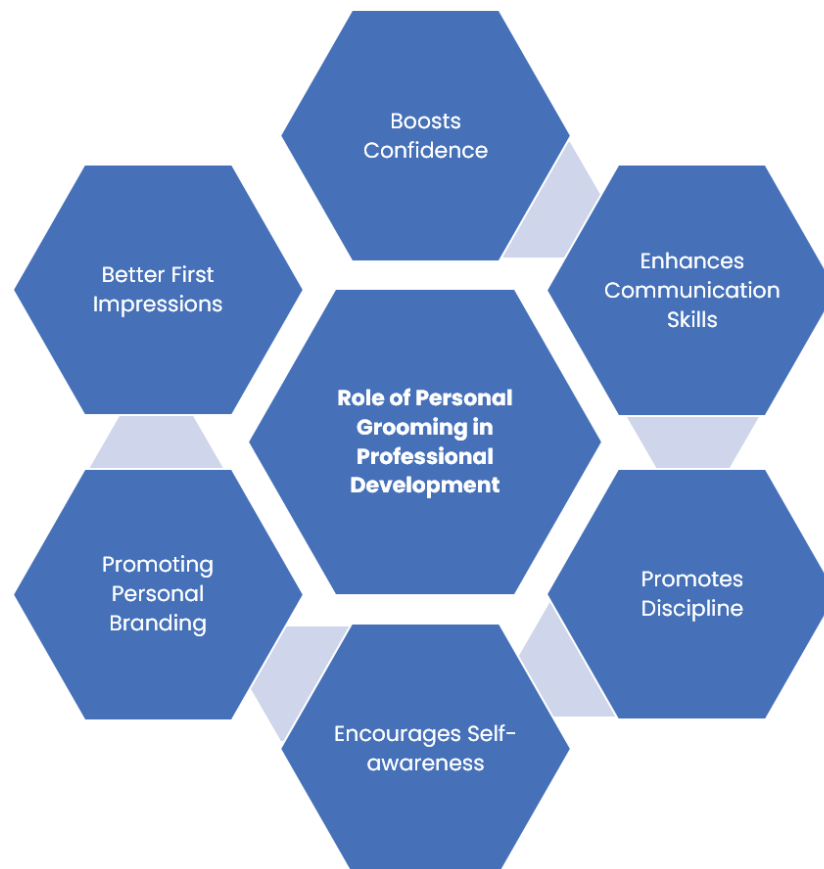 Boosts
Confidence
Enhances
Communication
Skills
Promotes
Discipline
Encourages Self-
awareness
Promoting
Personal
Branding
Better First
Impressions
Role of Personal
Grooming in
Professional
Development